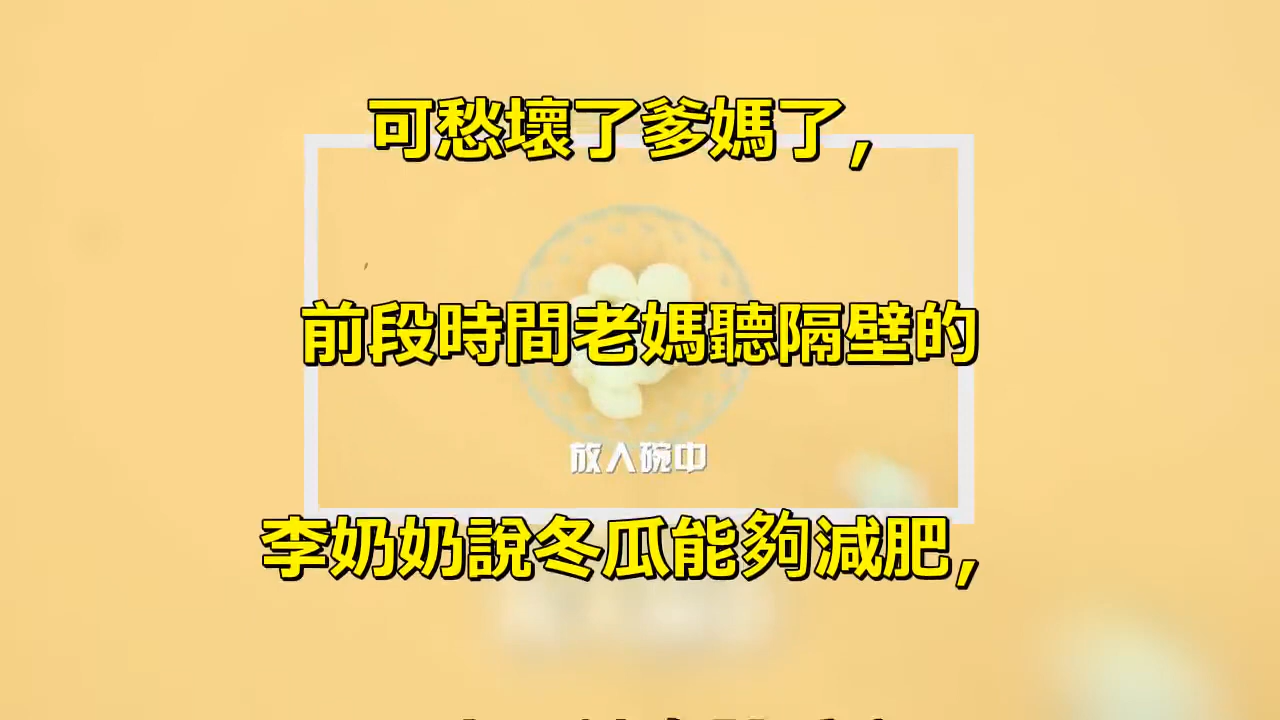 可愁壞了爹媽了，
前段時間老媽聽隔壁的
放入碗中
李奶奶說冬瓜能夠減肥，